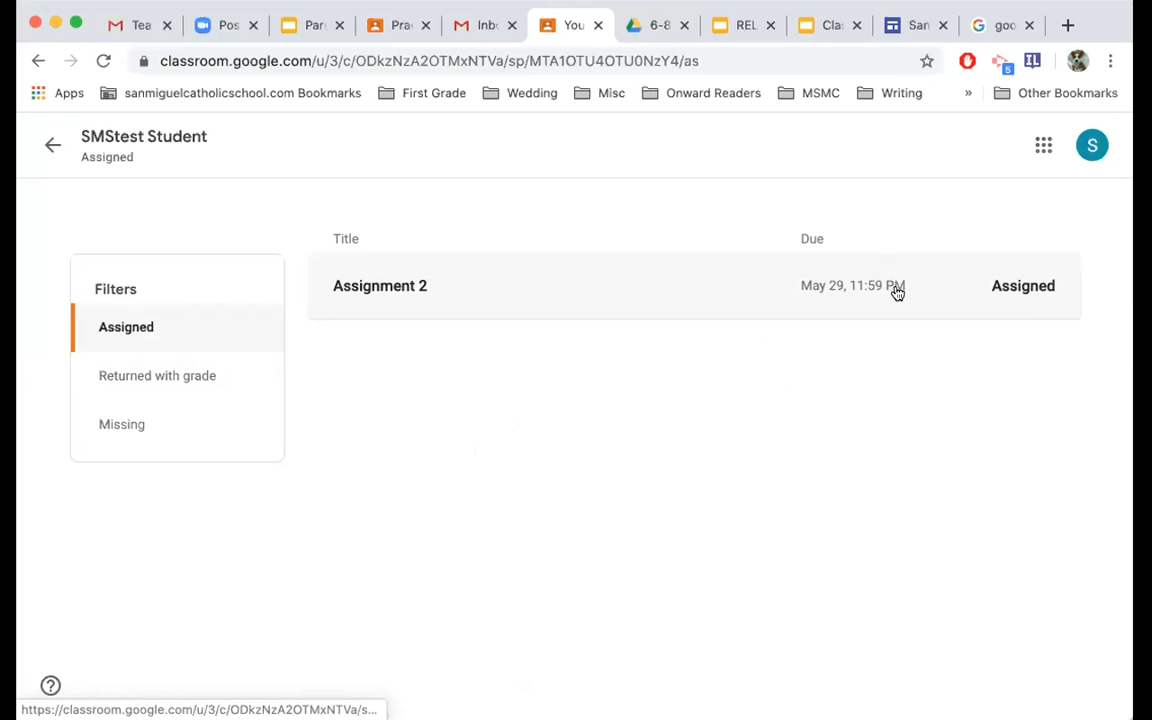 Tea Pos Par Pra Inb You 6-8 REL Cla San goo
classroom.google.com/u/3/c/ODkzNzA2OTMxNTVa/sp/MTA1OTU4OTU0NzY4/as
5
Apps sanmiguelcatholicschool.com Bookmarks First Grade Wedding Misc Onward Readers MSMC Writing » Other Bookmarks
SMStest Student
Assigned
S
Title Due
Filters
Assignment 2 May 29, 11:59 PM Assigned
Assigned
Returned with grade
Missing
https://classroom.google.com/u/3/c/ODkzNzA2OTMxNTVa/s...